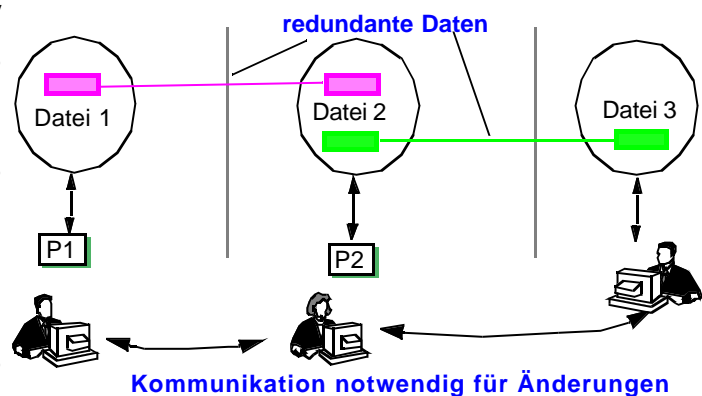 redundante Daten
Datei 1
Datei 2
Datei 3
P1
P2
Kommunikation notwendig für Änderungen